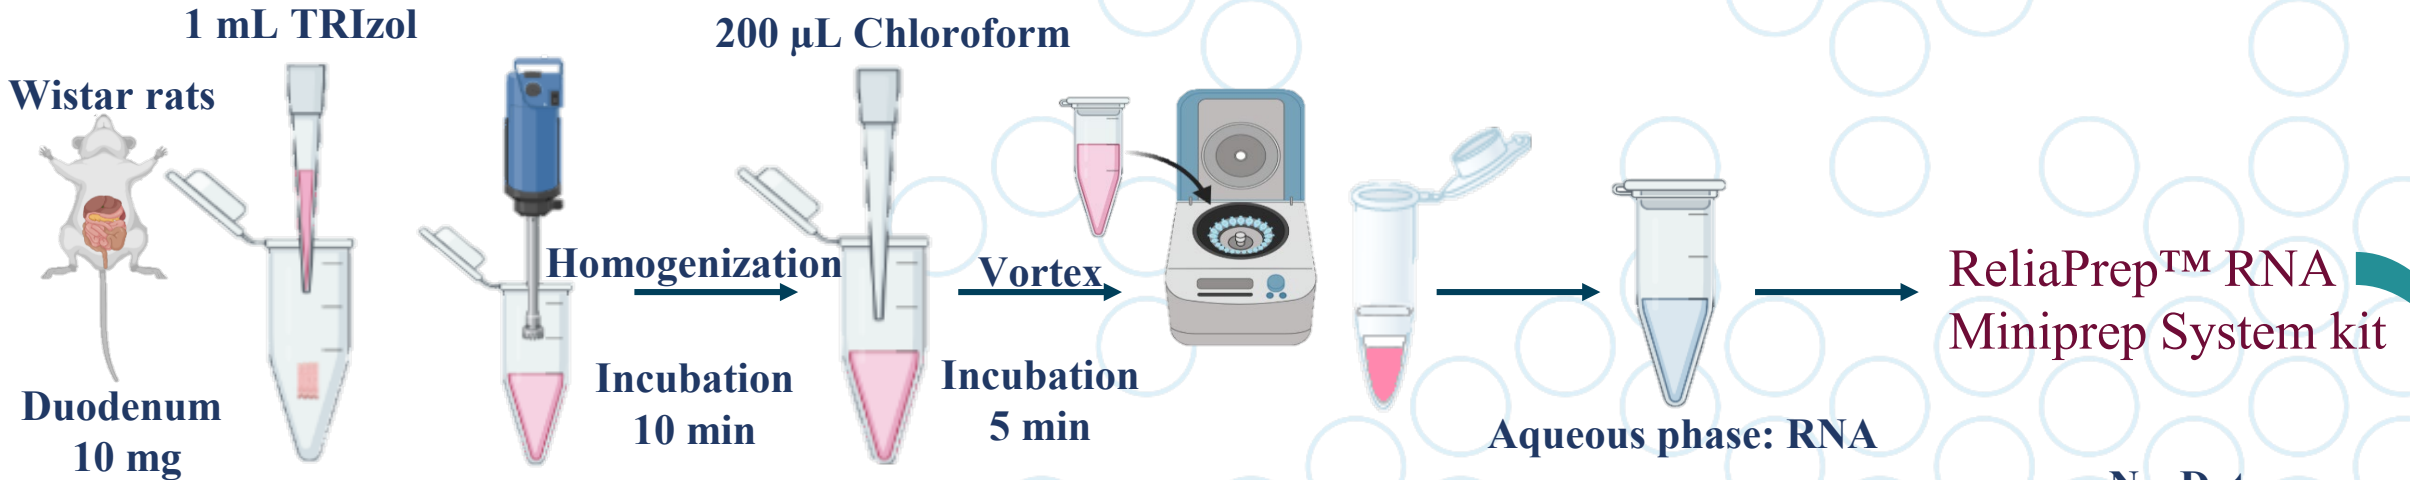 1 mL TRIzol
Wistar rats
Duodenum
10 mg
Homogenization
Incubation
10 min
200 µL Chloroform
Vortex
Incubation
5 min
Aqueous phase: RNA
ReliaPrep™ RNA
Miniprep System kit